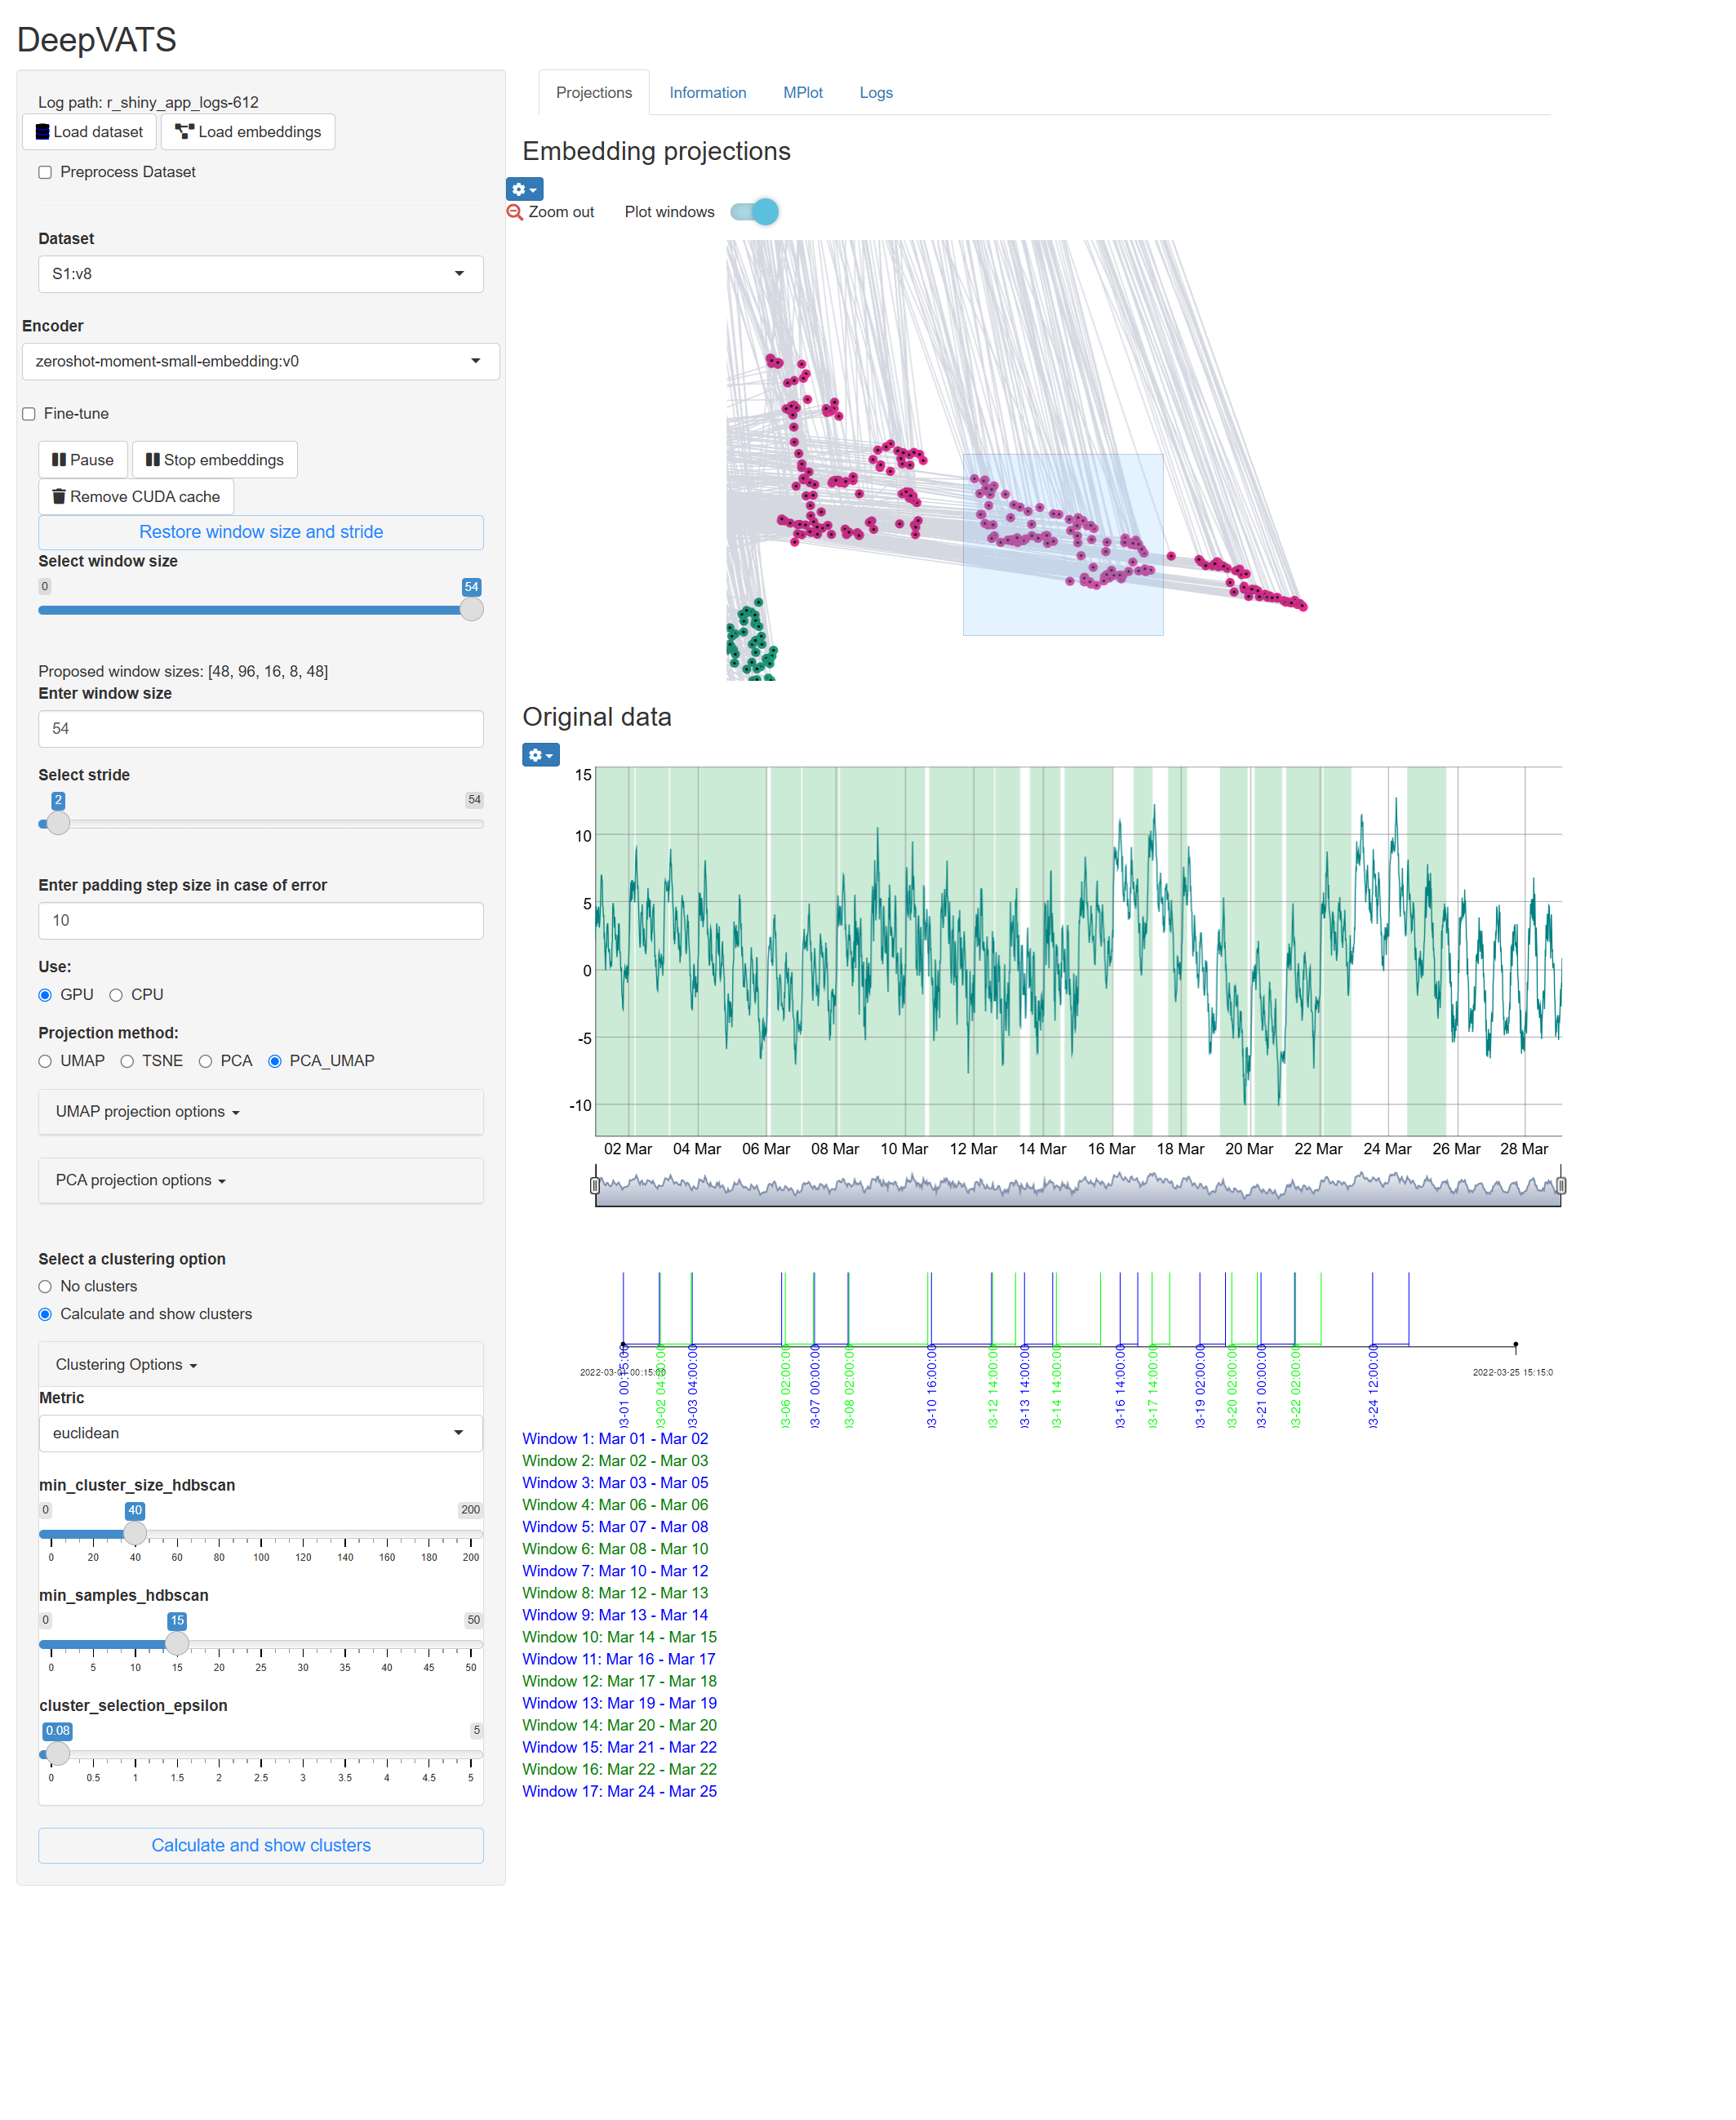 DeepVATS
Log path: r_shiny_app_logs-612
Load dataset Load embeddings
Preprocess Dataset
Dataset
S1:v8
Encoder
zeroshot-moment-small-embedding:v0
Fine-tune
Pause Stop embeddings
Remove CUDA cache
Restore window size and stride
Select window size
0 54
Proposed window sizes: [48, 96, 16, 8, 48]
Enter window size
54
Select stride
2 54
Enter padding step size in case of error
10
Use:
GPU CPU
Projection method:
UMAP TSNE PCA PCA_UMAP
UMAP projection options
PCA projection options
Select a clustering option
No clusters
Calculate and show clusters
Clustering Options
Metric
euclidean
min_cluster_size_hdbscan
0 40 200
0 20 40 60 80 100 120 140 160 180 200
min_samples_hdbscan
0 15 50
0 5 10 15 20 25 30 35 40 45 50
cluster_selection_epsilon
0.08 5
0 0.5 1 1.5 2 2.5 3 3.5 4 4.5 5
Calculate and show clusters
Projections Information MPlot Logs
Embedding projections
Zoom out Plot windows
Original data
15
10
5
0
-5
-10
02 Mar 04 Mar 06 Mar 08 Mar 10 Mar 12 Mar 14 Mar 16 Mar 18 Mar 20 Mar 22 Mar 24 Mar 26 Mar 28 Mar
2022-03-01 00:15:00 2022-03-25 15:15:0
3-01 00:15:00
3-02 04:00:00
3-03 04:00:00
3-06 02:00:00
3-07 00:00:00
3-08 02:00:00
3-10 16:00:00
3-12 14:00:00
3-13 14:00:00
3-14 14:00:00
3-16 14:00:00
3-17 14:00:00
3-19 02:00:00
3-20 02:00:00
3-21 00:00:00
3-22 02:00:00
3-24 12:00:00
Window 1: Mar 01 - Mar 02
Window 2: Mar 02 - Mar 03
Window 3: Mar 03 - Mar 05
Window 4: Mar 06 - Mar 06
Window 5: Mar 07 - Mar 08
Window 6: Mar 08 - Mar 10
Window 7: Mar 10 - Mar 12
Window 8: Mar 12 - Mar 13
Window 9: Mar 13 - Mar 14
Window 10: Mar 14 - Mar 15
Window 11: Mar 16 - Mar 17
Window 12: Mar 17 - Mar 18
Window 13: Mar 19 - Mar 19
Window 14: Mar 20 - Mar 20
Window 15: Mar 21 - Mar 22
Window 16: Mar 22 - Mar 22
Window 17: Mar 24 - Mar 25